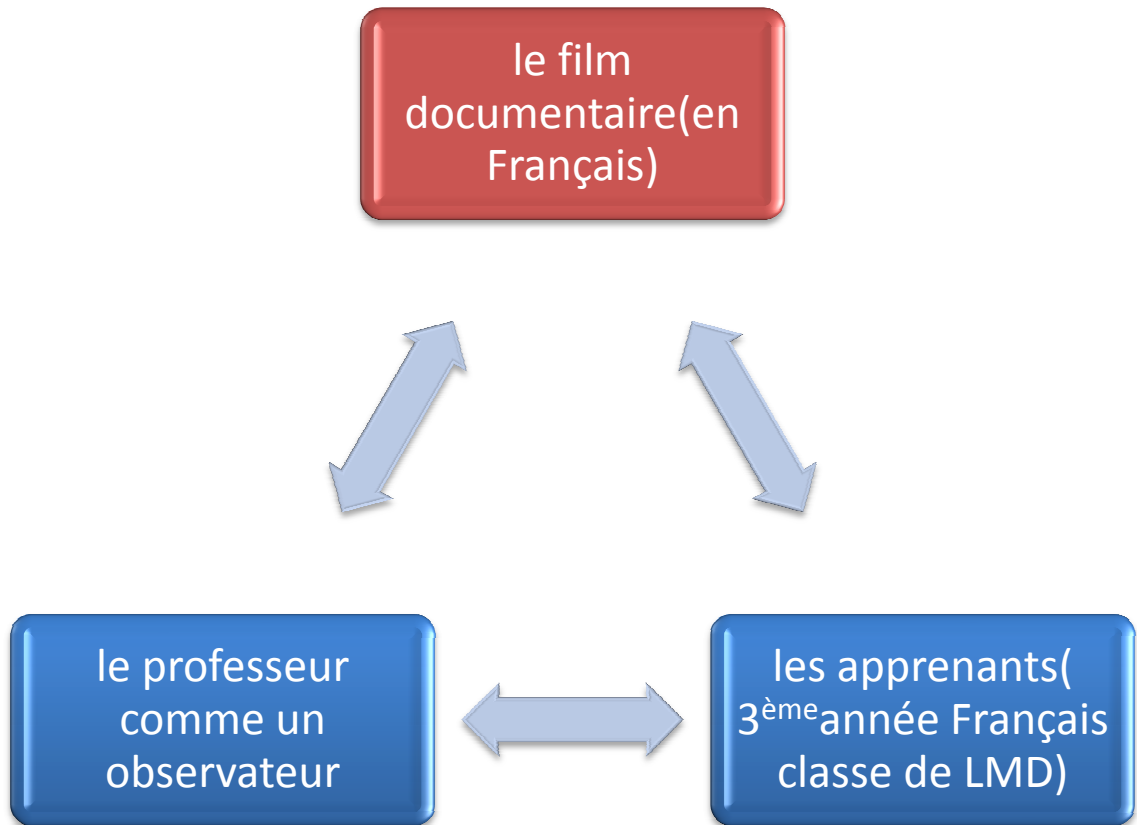 le film
documentaire(en
Français)
le professeur
comme un
observateur
les apprenants(
3èmeannée Français
classe de LMD)